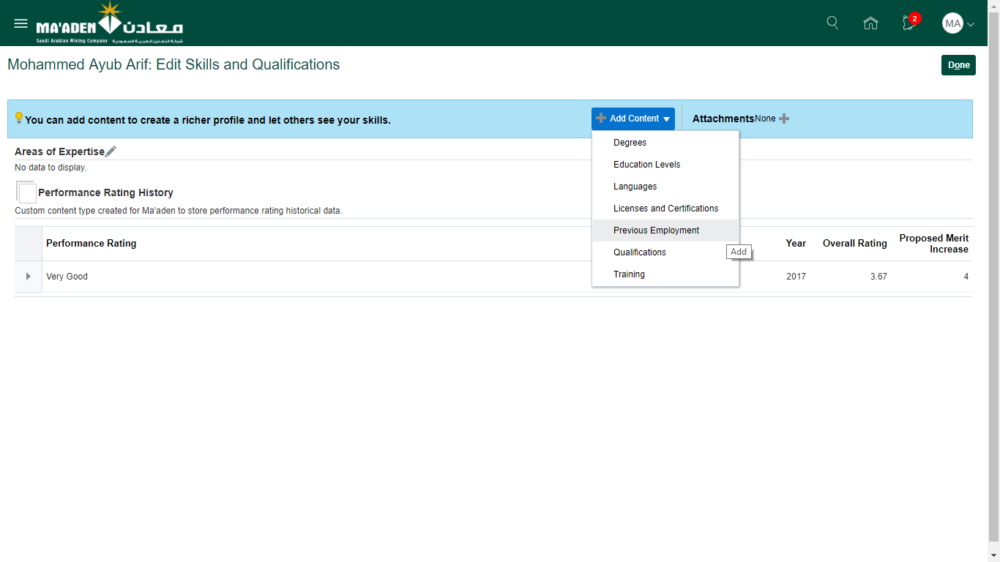 MA'ADEN معادن
Saudi Arabian Mining Company شركة التعدين العربية السعودية
2
MA
Mohammed Ayub Arif: Edit Skills and Qualifications
Done
You can add content to create a richer profile and let others see your skills.
Add Content
Attachments None
Degrees
Education Levels
Languages
Licenses and Certifications
Previous Employment
Qualifications
Training
Add
Areas of Expertise
No data to display.
Performance Rating History
Custom content type created for Ma'aden to store performance rating historical data.
Performance Rating
Year
Overall Rating
Proposed Merit
Increase
Very Good
2017
3.67
4